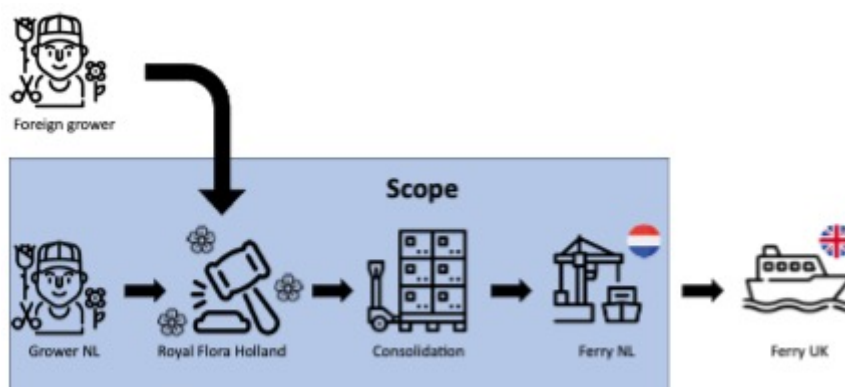 Foreign grower
Scope
Grower NL
Royal Flora Holland
Consolidation
Ferry NL
Ferry UK